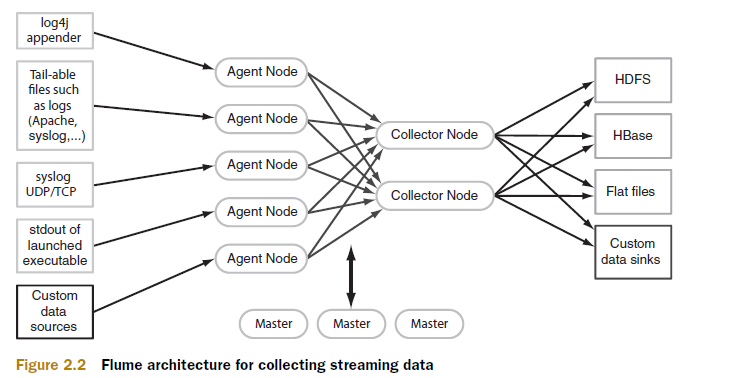 log4j
appender
Tail-able
files such
as logs
(Apache,
syslog,...)
syslog
UDP/TCP
stdout of
launched
executable
Custom
data
sources
Agent Node
Agent Node
Agent Node
Agent Node
Agent Node
Collector Node
Collector Node
HDFS
HBase
Flat files
Custom
data sinks
Master
Master
Master
Figure 2.2 Flume architecture for collecting streaming data